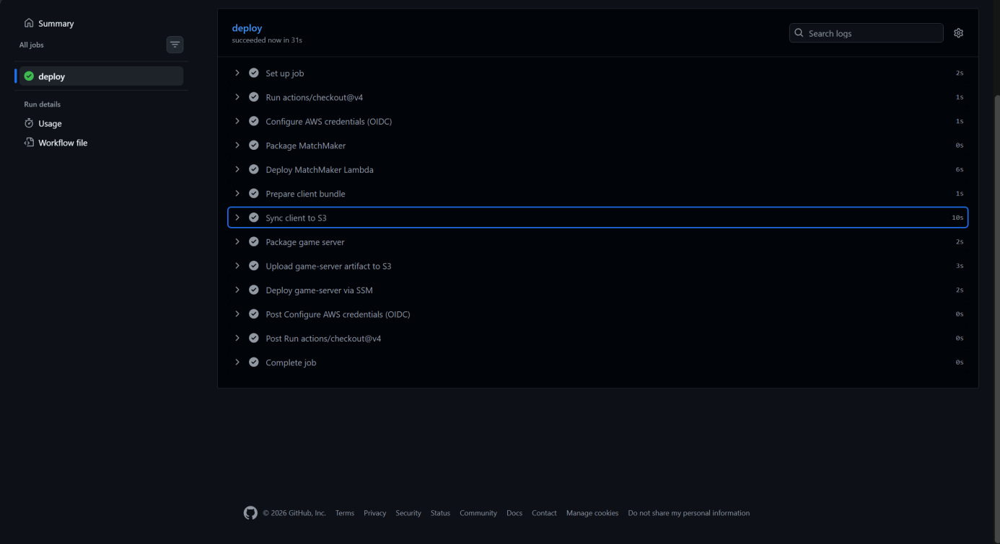 Summary
All jobs
deploy
Run details
Usage
Workflow file
deploy
succeeded now in 31s
Search logs
Set up job 2s
Run actions/checkout@v4 1s
Configure AWS credentials (OIDC) 1s
Package MatchMaker 0s
Deploy MatchMaker Lambda 6s
Prepare client bundle 1s
Sync client to S3 10s
Package game server 2s
Upload game-server artifact to S3 3s
Deploy game-server via SSM 2s
Post Configure AWS credentials (OIDC) 0s
Post Run actions/checkout@v4 0s
Complete job 0s
© 2026 GitHub, Inc. Terms Privacy Security Status Community Docs Contact Manage cookies Do not share my personal information